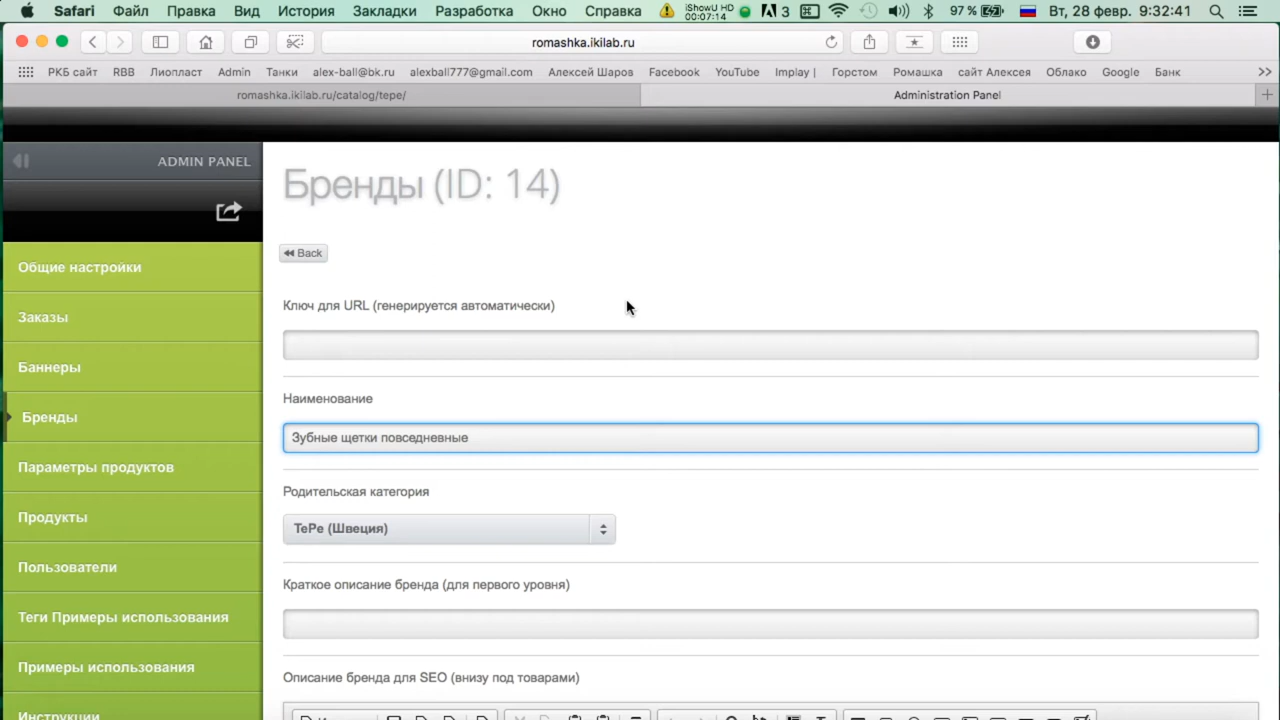 Safari Файл Правка Вид История Закладки Разработка Окно Справка iShowU HD 00:07:14 3 97 % Вт, 28 февр. 9:32:41
romashka.ikilab.ru
РКБ сайт RBB Лиопласт Admin Танки alex-ball@bk.ru alexball777@gmail.com Алексей Шаров Facebook YouTube Implay | Горстом Ромашка сайт Алексея Облако Google Банк >>
romashka.ikilab.ru/catalog/tepe/ Administration Panel +
ADMIN PANEL
Бренды (ID: 14)
Back
Общие настройки
Заказы
Баннеры
Бренды
Параметры продуктов
Продукты
Пользователи
Теги Примеры использования
Примеры использования
Инструкции
Ключ для URL (генерируется автоматически)
Наименование
Зубные щетки повседневные
Родительская категория
TePe (Швеция)
Краткое описание бренда (для первого уровня)
Описание бренда для SEO (внизу под товарами)